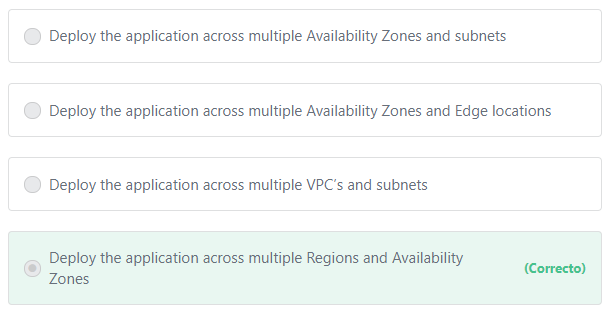 Deploy the application across multiple Availability Zones and subnets
Deploy the application across multiple Availability Zones and Edge locations
Deploy the application across multiple VPC's and subnets
Deploy the application across multiple Regions and Availability
Zones
(Correcto)